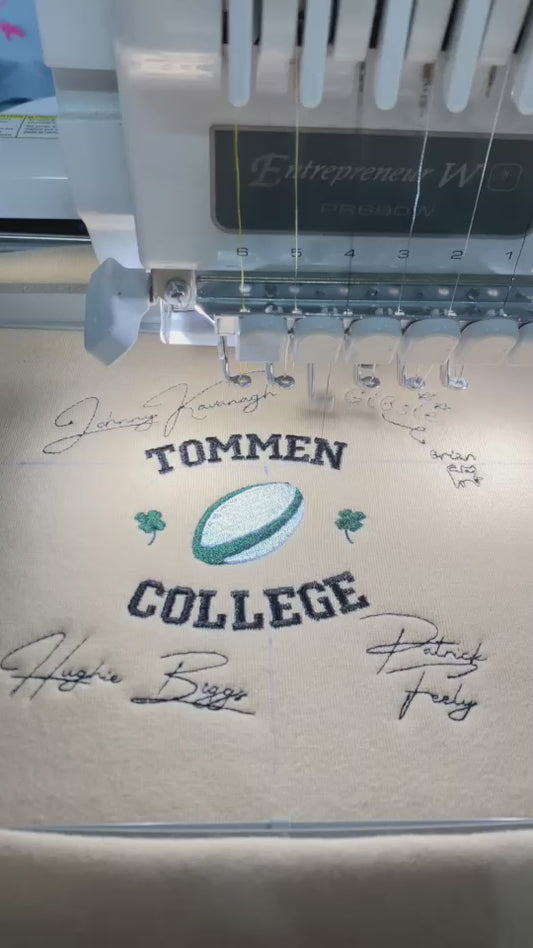 Entrepreneur W
PR680W
6 5 4 3 2 1
Johnny Kavanagh
Gibsie
brian
TOMMEN
COLLEGE
Hughie Biggs
Patrick
Feely